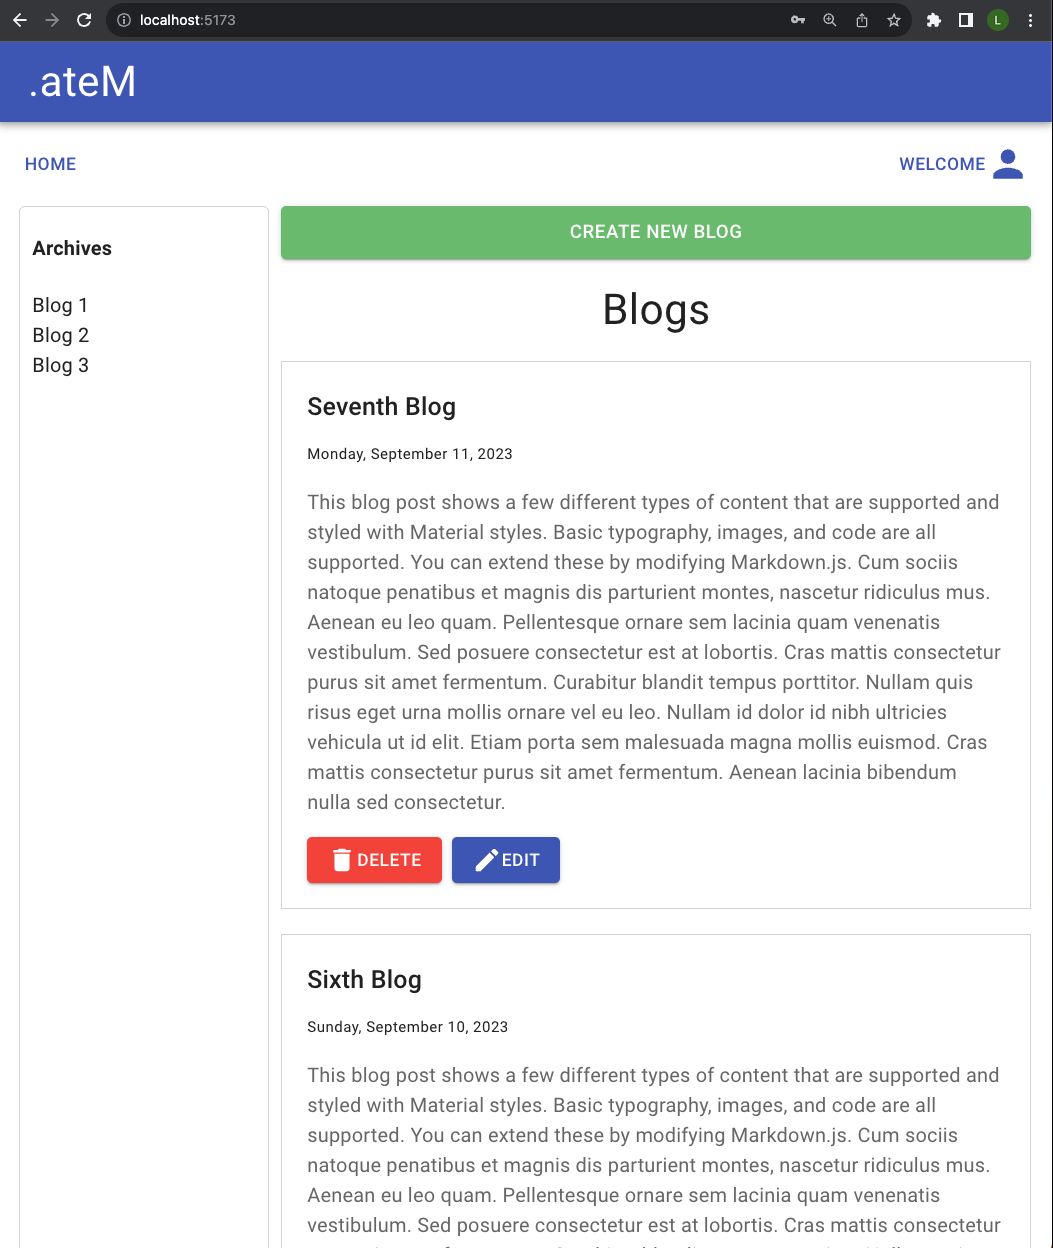 localhost:5173
L
.ateM
HOME
WELCOME
Archives
Blog 1
Blog 2
Blog 3
CREATE NEW BLOG
Blogs
Seventh Blog
Monday, September 11, 2023
This blog post shows a few different types of content that are supported and
styled with Material styles. Basic typography, images, and code are all
supported. You can extend these by modifying Markdown.js. Cum sociis
natoque penatibus et magnis dis parturient montes, nascetur ridiculus mus.
Aenean eu leo quam. Pellentesque ornare sem lacinia quam venenatis
vestibulum. Sed posuere consectetur est at lobortis. Cras mattis consectetur
purus sit amet fermentum. Curabitur blandit tempus porttitor. Nullam quis
risus eget urna mollis ornare vel eu leo. Nullam id dolor id nibh ultricies
vehicula ut id elit. Etiam porta sem malesuada magna mollis euismod. Cras
mattis consectetur purus sit amet fermentum. Aenean lacinia bibendum
nulla sed consectetur.
DELETE
EDIT
Sixth Blog
Sunday, September 10, 2023
This blog post shows a few different types of content that are supported and
styled with Material styles. Basic typography, images, and code are all
supported. You can extend these by modifying Markdown.js. Cum sociis
natoque penatibus et magnis dis parturient montes, nascetur ridiculus mus.
Aenean eu leo quam. Pellentesque ornare sem lacinia quam venenatis
vestibulum. Sed posuere consectetur est at lobortis. Cras mattis consectetur